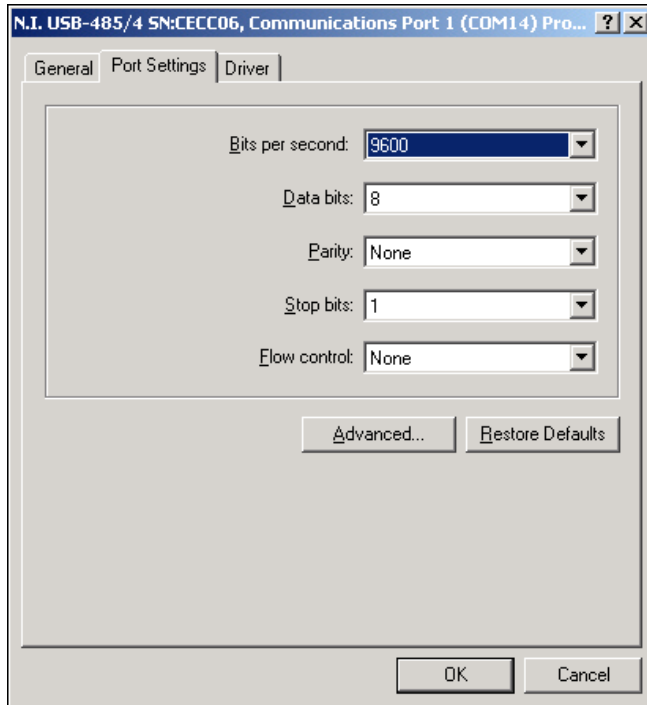 N.I. USB-485/4 SN:CECC06, Communications Port 1 (COM14) Pro... ? X
General Port Settings Driver
Bits per second: 9600
Data bits: 8
Parity: None
Stop bits: 1
Flow control: None
Advanced... Restore Defaults
OK Cancel